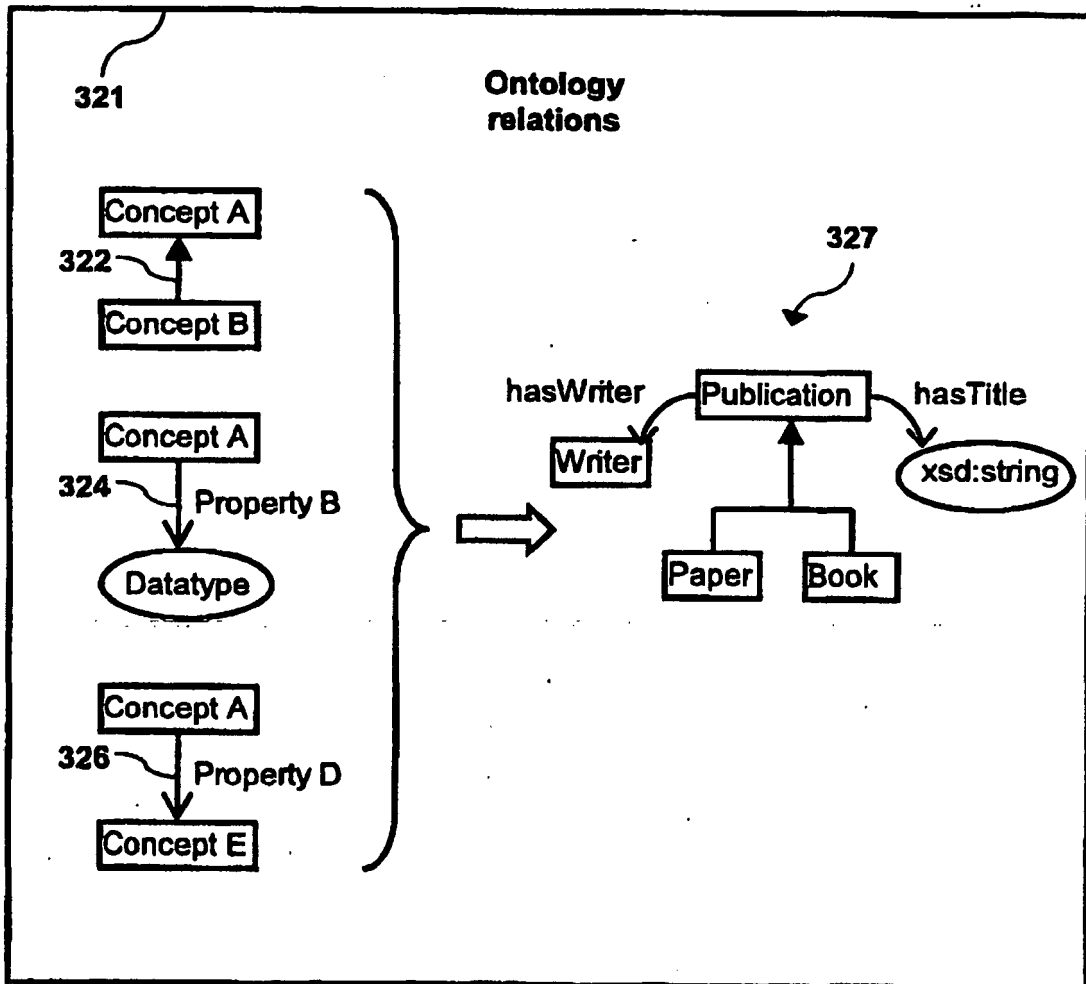 321
Ontology
relations
Concept A
322
Concept B
Concept A
324
Property B
Datatype
Concept A
326
Property D
Concept E
327
hasWriter
Publication
hasTitle
Writer
xsd:string
Paper
Book